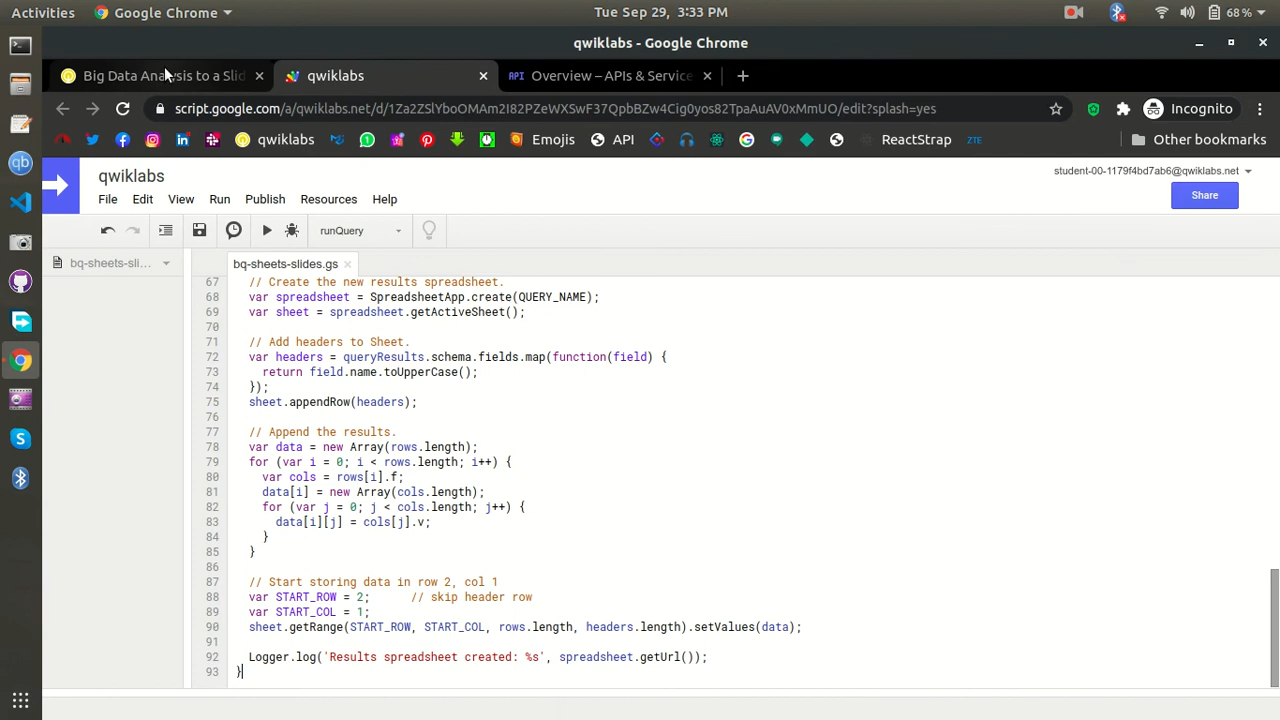 Activities
Google Chrome
Tue Sep 29, 3:33 PM
68 %
qwiklabs - Google Chrome
Big Data Analysis to a Slid
qwiklabs
API Overview – APIs & Service
script.google.com/a/qwiklabs.net/d/1Za2ZSlYboOMAm2I82PZeWXSwF37QpbBZw4Cig0yos82TpaAuAV0xMmUO/edit?splash=yes
Incognito
qwiklabs
Emojis
API
ReactStrap
ZTE
Other bookmarks
qwiklabs
student-00-1179f4bd7ab6@qwiklabs.net
File Edit View Run Publish Resources Help
Share
runQuery
bq-sheets-sli...
bq-sheets-slides.gs
67 // Create the new results spreadsheet.
68 var spreadsheet = SpreadsheetApp.create(QUERY_NAME);
69 var sheet = spreadsheet.getActiveSheet();
70
71 // Add headers to Sheet.
72 var headers = queryResults.schema.fields.map(function(field) {
73 return field.name.toUpperCase();
74 });
75 sheet.appendRow(headers);
76
77 // Append the results.
78 var data = new Array(rows.length);
79 for (var i = 0; i < rows.length; i++) {
80 var cols = rows[i].f;
81 data[i] = new Array(cols.length);
82 for (var j = 0; j < cols.length; j++) {
83 data[i][j] = cols[j].v;
84 }
85 }
86
87 // Start storing data in row 2, col 1
88 var START_ROW = 2; // skip header row
89 var START_COL = 1;
90 sheet.getRange(START_ROW, START_COL, rows.length, headers.length).setValues(data);
91
92 Logger.log('Results spreadsheet created: %s', spreadsheet.getUrl());
93 }